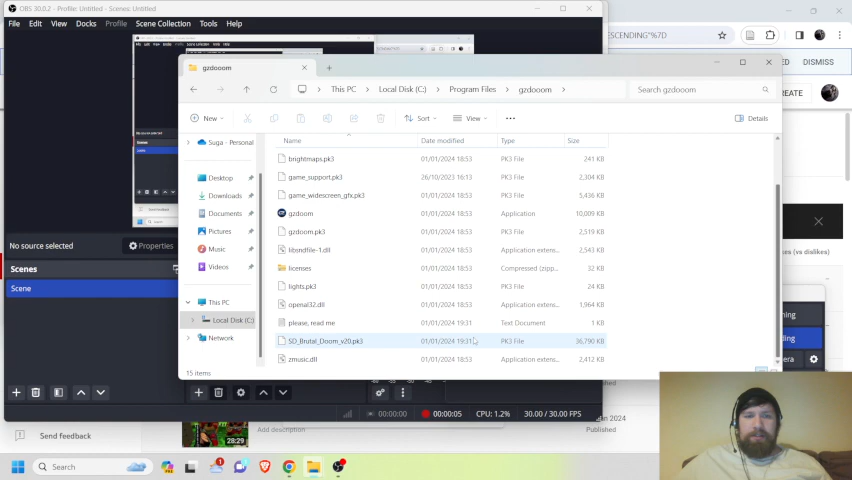 OBS 30.0.2 - Profile: Untitled - Scenes: Untitled
File Edit View Docks Profile Scene Collection Tools Help
SCENDING"%7D
DISMISS
REATE
gzdooom
This PC > Local Disk (C:) > Program Files > gzdooom >
Search gzdooom
New Sort View Details
Suga - Personal
Desktop
Downloads
Documents
Pictures
Music
Videos
This PC
Local Disk (C:)
Network
Name Date modified Type Size
brightmaps.pk3 01/01/2024 18:53 PK3 File 241 KB
game_support.pk3 26/10/2023 16:13 PK3 File 2,304 KB
game_widescreen_gfx.pk3 01/01/2024 18:53 PK3 File 5,436 KB
gzdoom 01/01/2024 18:53 Application 10,009 KB
gzdoom.pk3 01/01/2024 18:53 PK3 File 2,519 KB
libsndfile-1.dll 01/01/2024 18:53 Application exten... 2,543 KB
licenses 01/01/2024 18:53 Compressed (zipp... 32 KB
lights.pk3 01/01/2024 18:53 PK3 File 24 KB
openal32.dll 01/01/2024 18:53 Application exten... 1,964 KB
please, read me 01/01/2024 19:31 Text Document 1 KB
SD_Brutal_Doom_v20.pk3 01/01/2024 19:31 PK3 File 36,790 KB
zmusic.dll 01/01/2024 18:53 Application exten... 2,412 KB
15 items
No source selected
Properties
Scenes
Scene
es (vs dislikes)
00:00:00
00:00:05
CPU: 1.2%
30.00 / 30.00 FPS
2024
Published
Add description
Send feedback
28:29
Search